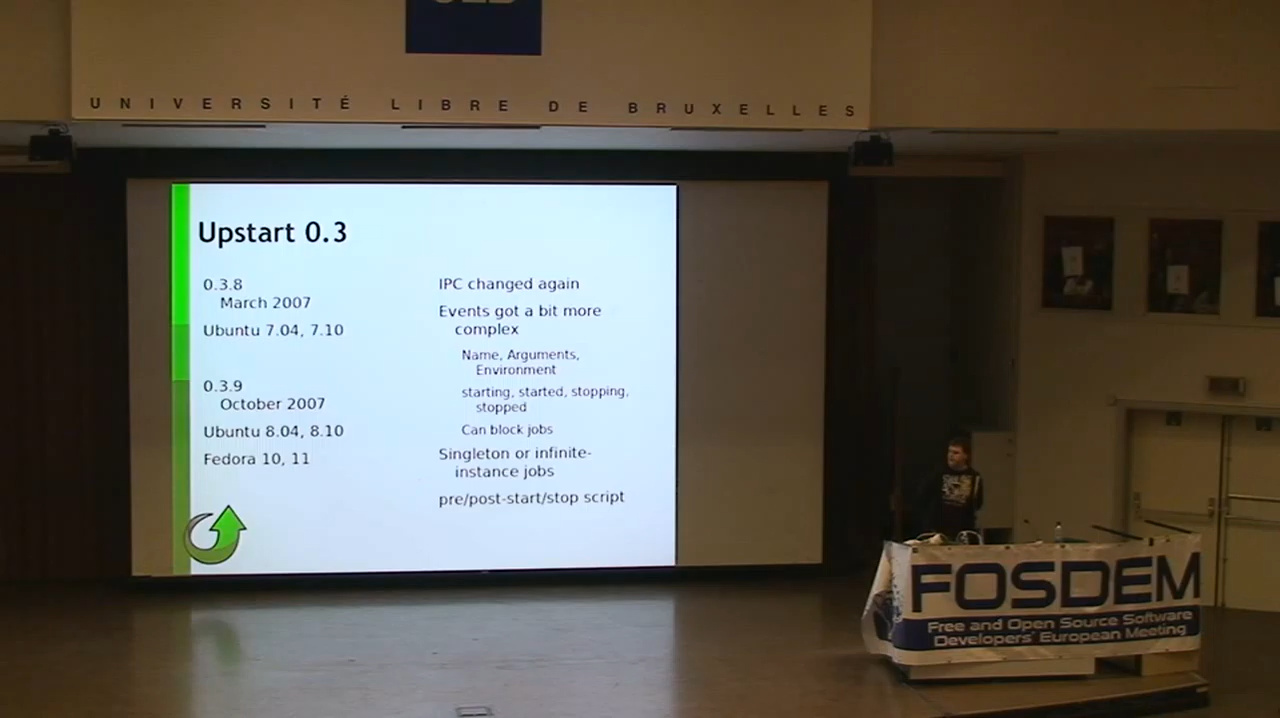 UNIVERSITÉ LIBRE DE BRUXELLES
Upstart 0.3
0.3.8
March 2007
Ubuntu 7.04, 7.10
0.3.9
October 2007
Ubuntu 8.04, 8.10
Fedora 10, 11
IPC changed again
Events got a bit more
complex
Name, Arguments,
Environment
starting, started, stopping,
stopped
Can block jobs
Singleton or infinite-
instance jobs
pre/post-start/stop script
FOSDEM
Free and Open Source Software
Developers' European Meeting